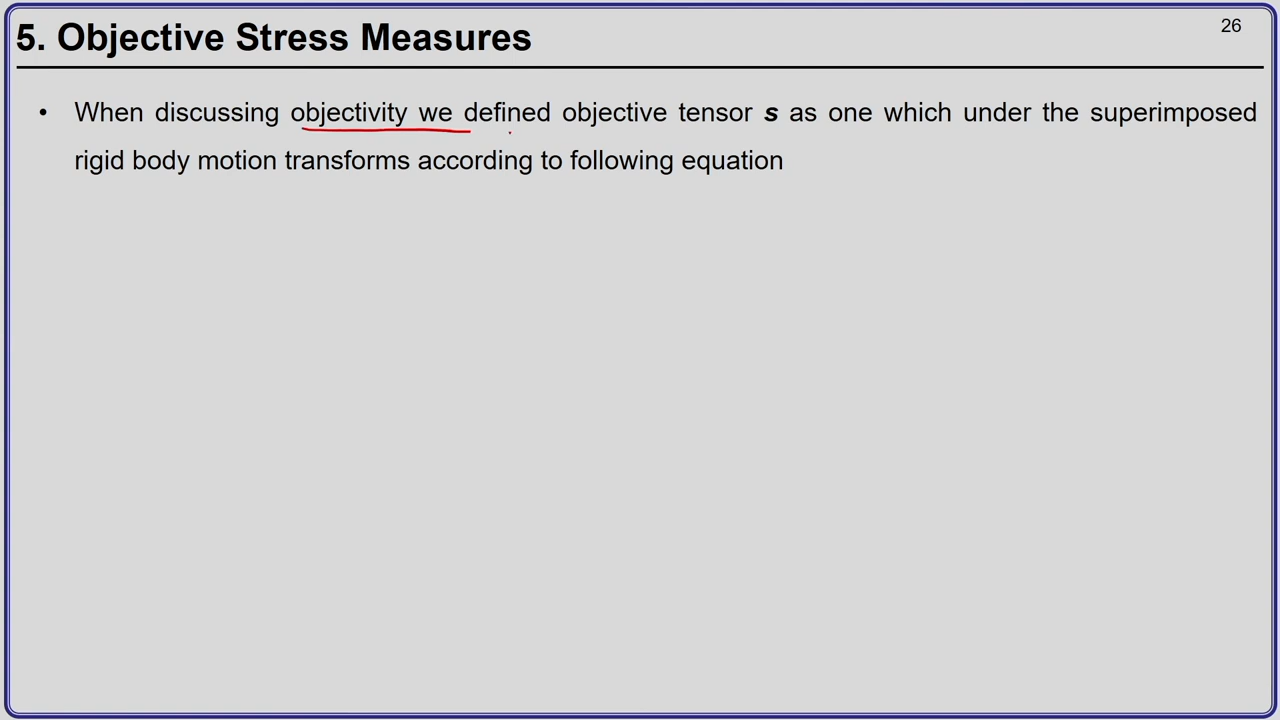 5. Objective Stress Measures
26
• When discussing objectivity we defined objective tensor s as one which under the superimposed
rigid body motion transforms according to following equation